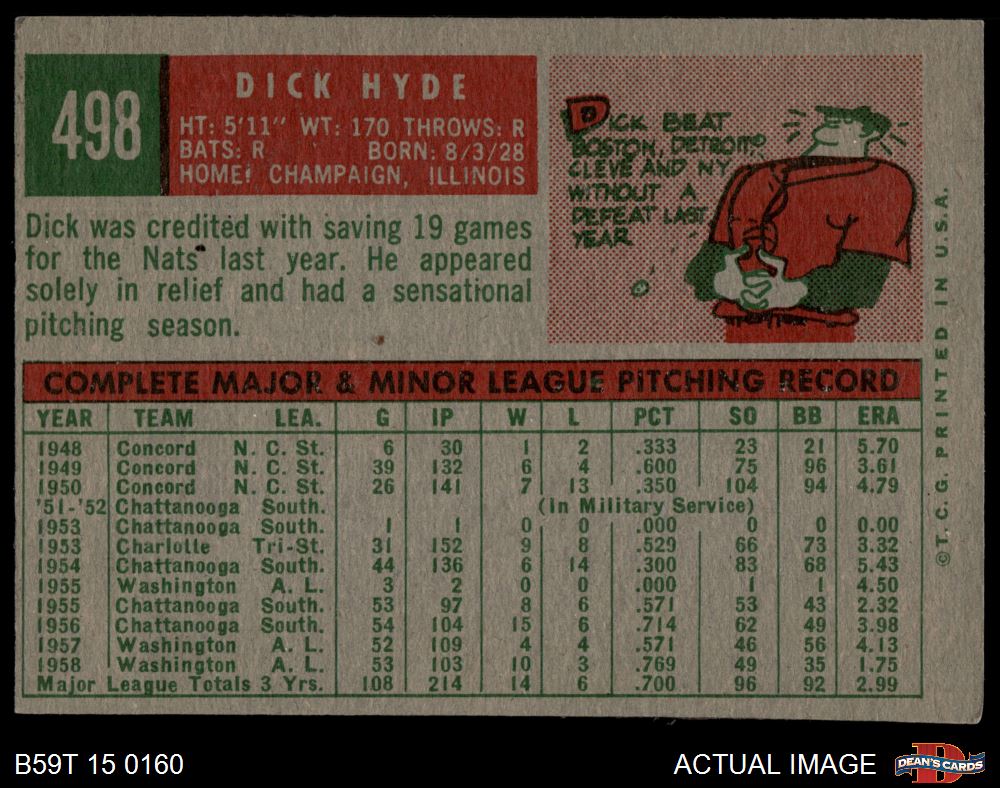 498
DICK HYDE
HT: 5'11" WT: 170 THROWS: R
BATS: R BORN: 8/3/28
HOME: CHAMPAIGN, ILLINOIS
DICK BEAT
BOSTON, DETROIT
CLEVE AND NY
WITHOUT A
DEFEAT LAST
YEAR
Dick was credited with saving 19 games
for the Nats last year. He appeared
solely in relief and had a sensational
pitching season.
COMPLETE MAJOR & MINOR LEAGUE PITCHING RECORD
YEAR TEAM LEA. G IP W L PCT SO BB ERA
1948 Concord N. C. St. 6 30 1 2 .333 23 21 5.70
1949 Concord N. C. St. 39 132 6 4 .600 75 96 3.61
1950 Concord N. C. St. 26 141 7 13 .350 104 94 4.79
'51-'52 Chattanooga South. (In Military Service)
1953 Chattanooga South. 1 1 0 0 .000 0 0 0.00
1953 Charlotte Tri-St. 31 152 9 8 .529 66 73 3.32
1954 Chattanooga South. 44 136 6 14 .300 83 68 5.43
1955 Washington A. L. 3 2 0 0 .000 1 1 4.50
1955 Chattanooga South. 53 97 8 6 .571 53 43 2.32
1956 Chattanooga South. 54 104 15 6 .714 62 49 3.98
1957 Washington A. L. 52 109 4 4 .571 46 56 4.13
1958 Washington A. L. 53 103 10 3 .769 49 35 1.75
Major League Totals 3 Yrs. 108 214 14 6 .700 96 92 2.99
©T. C. G. PRINTED IN U.S.A.
B59T 15 0160
ACTUAL IMAGE
D
DEAN'S CARDS